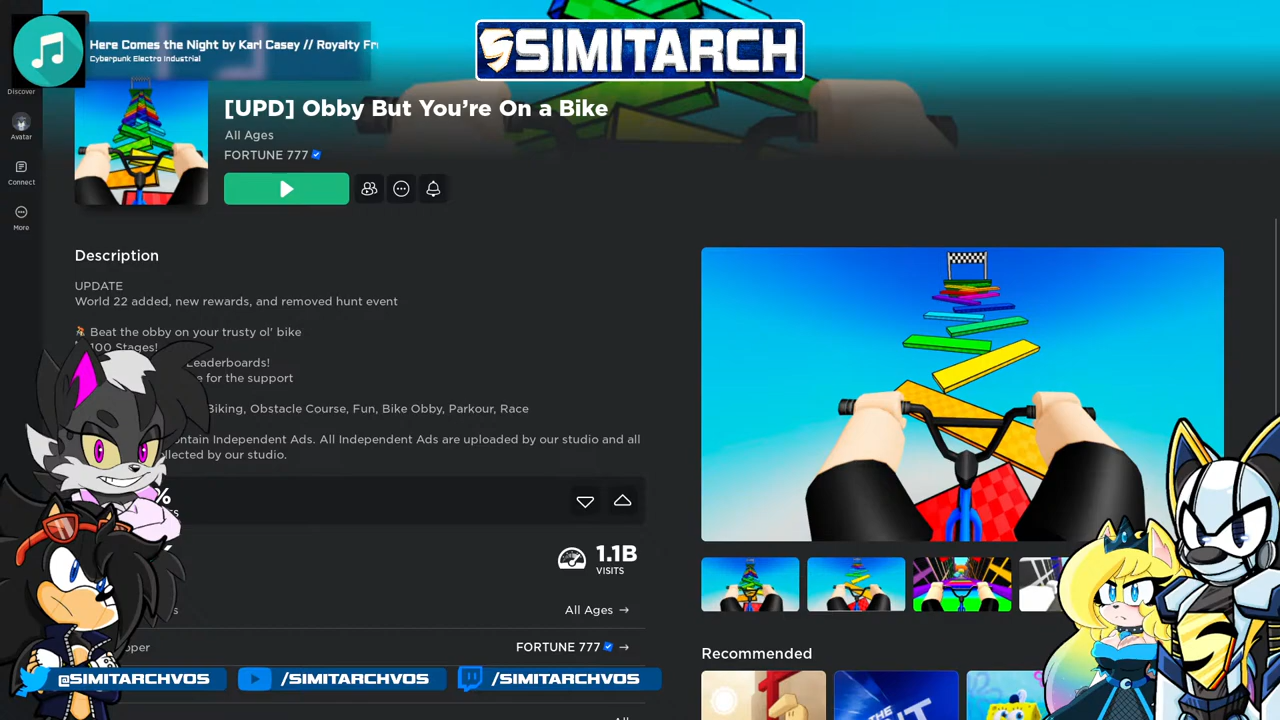 Here Comes the Night by Karl Casey // Royalty Fr
Cyberpunk Electro Industrial
SIMITARCH
Discover
Avatar
Connect
More
[UPD] Obby But You’re On a Bike
All Ages
FORTUNE 777
Description
UPDATE
World 22 added, new rewards, and removed hunt event
🚴 Beat the obby on your trusty ol’ bike
100 Stages!
Leaderboards!
for the support
Biking, Obstacle Course, Fun, Bike Obby, Parkour, Race
Independent Ads. All Independent Ads are uploaded by our studio and all
by our studio.
%
1.1B
VISITS
All Ages →
FORTUNE 777 →
Recommended
THE
@SIMITARCHVOS
/SIMITARCHVOS
/SIMITARCHVOS
All